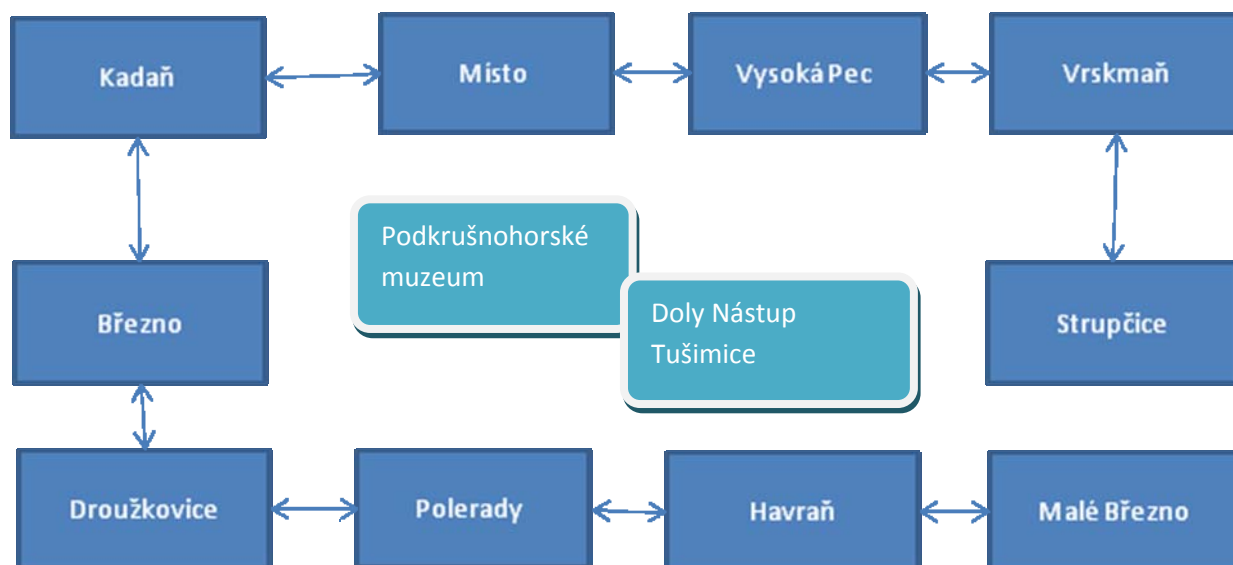 Kadaň
Místo
Vysoká Pec
Vrskmaň
Podkrušnohorské
muzeum
Doly Nástup
Tušimice
Březno
Strupčice
Droužkovice
Polerady
Havraň
Malé Březno